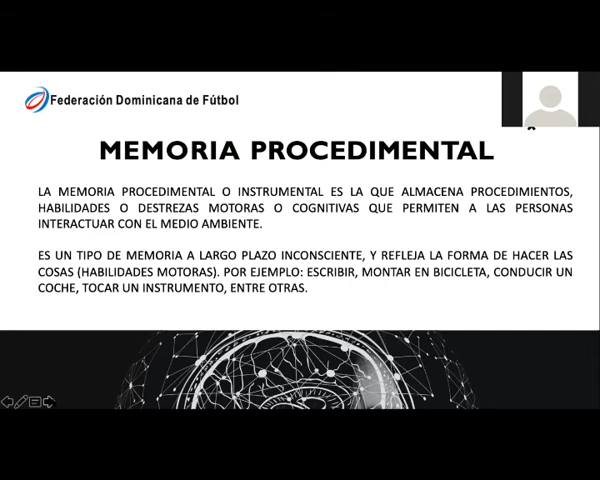 Federación Dominicana de Fútbol
MEMORIA PROCEDIMENTAL
LA MEMORIA PROCEDIMENTAL O INSTRUMENTAL ES LA QUE ALMACENA PROCEDIMIENTOS,
HABILIDADES O DESTREZAS MOTORAS O COGNITIVAS QUE PERMITEN A LAS PERSONAS
INTERACTUAR CON EL MEDIO AMBIENTE.
ES UN TIPO DE MEMORIA A LARGO PLAZO INCONSCIENTE, Y REFLEJA LA FORMA DE HACER LAS
COSAS (HABILIDADES MOTORAS). POR EJEMPLO: ESCRIBIR, MONTAR EN BICICLETA, CONDUCIR UN
COCHE, TOCAR UN INSTRUMENTO, ENTRE OTRAS.